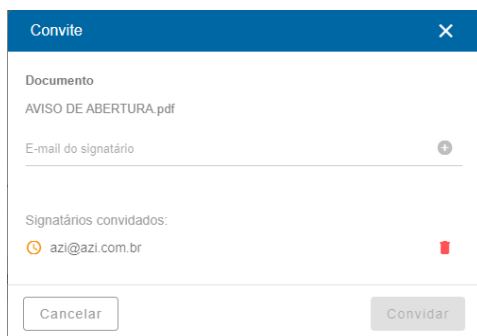 Convite
Documento
AVISO DE ABERTURA.pdf
E-mail do signatário
Signatários convidados:
azi@azi.com.br
Cancelar
Convidar